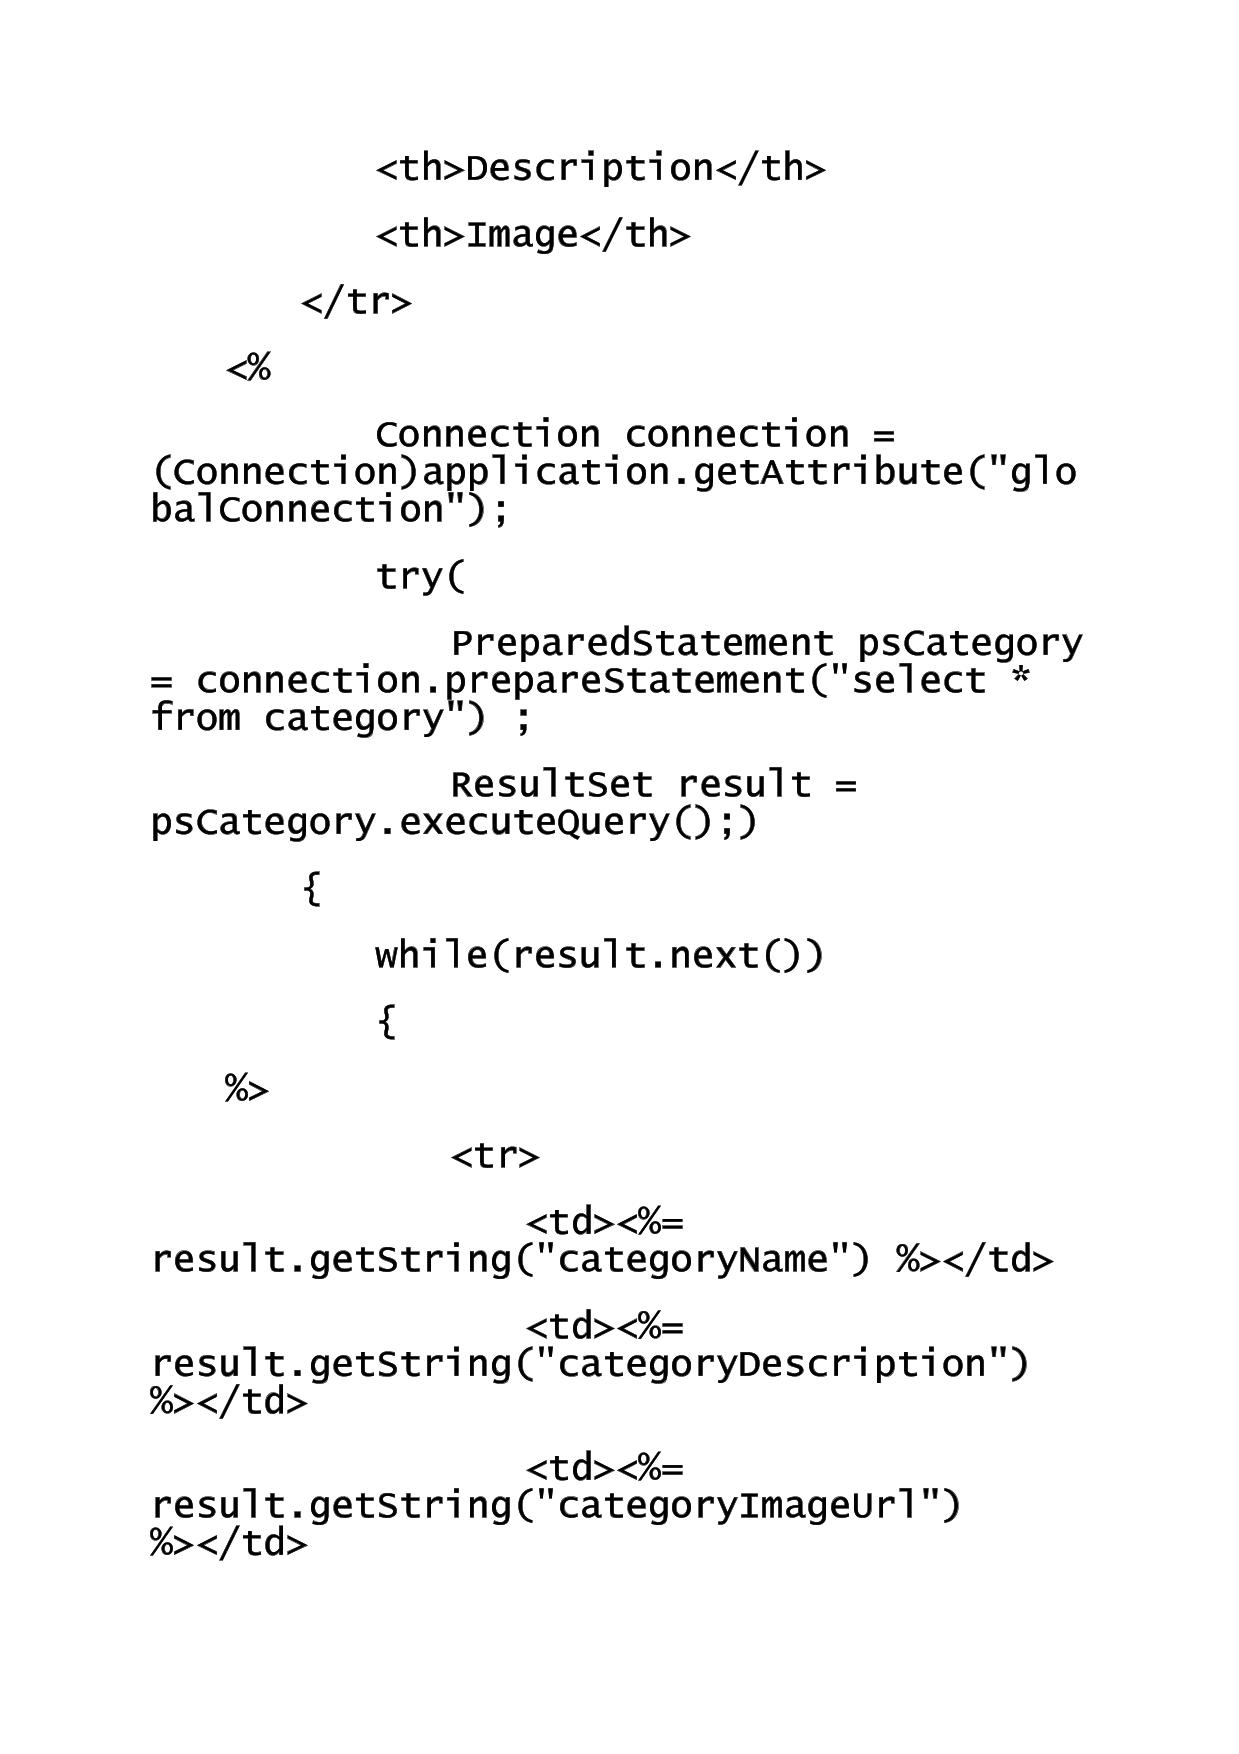 <th>Description</th>
<th>Image</th>
</tr>
<%
Connection connection =
(Connection)application.getAttribute("glo
balConnection");
try(
PreparedStatement psCategory
= connection.prepareStatement("select *
from category") ;
ResultSet result =
psCategory.executeQuery();)
{
while(result.next())
{
%>
<tr>
<td><%=
result.getString("categoryName") %></td>
<td><%=
result.getString("categoryDescription")
%></td>
<td><%=
result.getString("categoryImageUrl")
%></td>